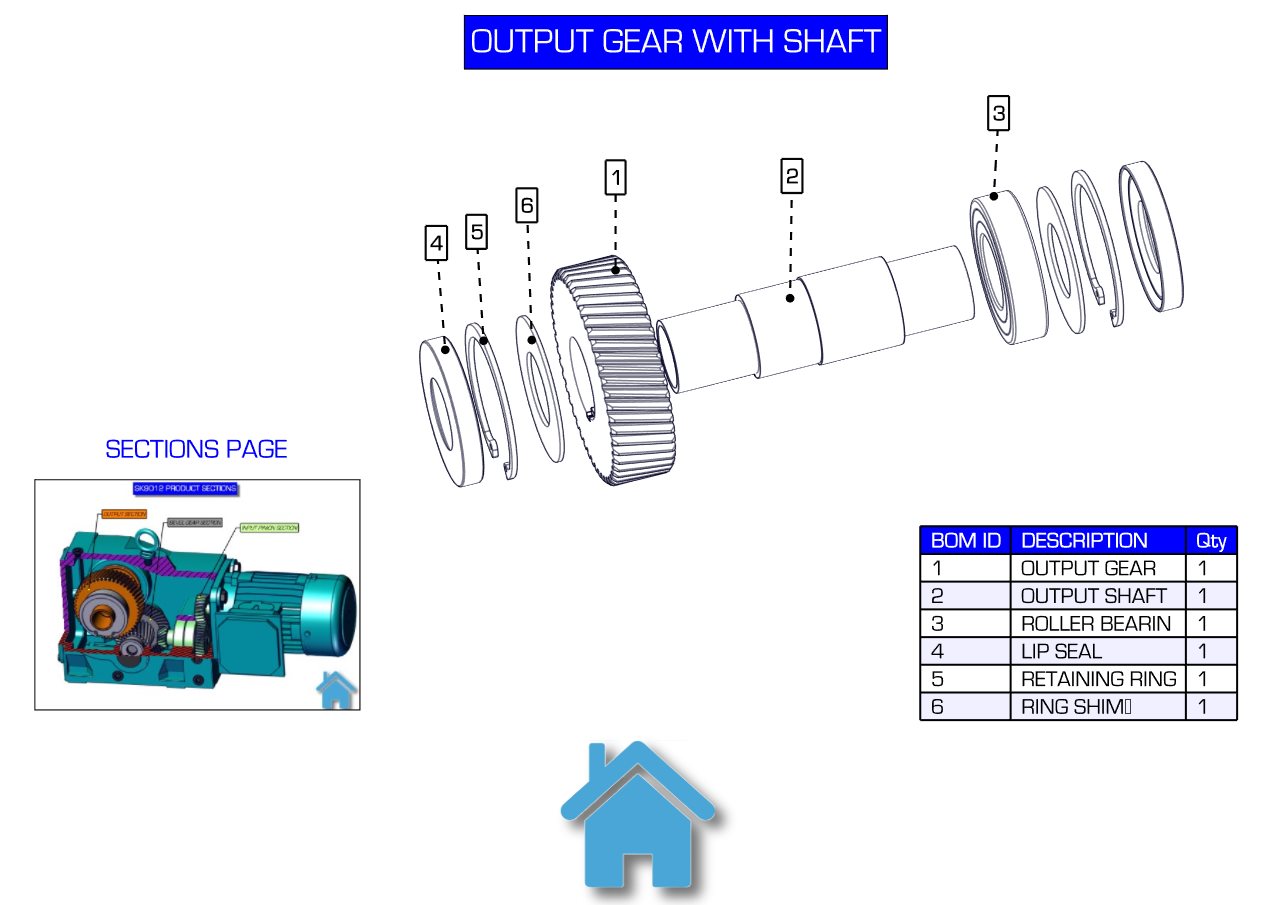 OUTPUT GEAR WITH SHAFT
3
1
2
6
5
4
SECTIONS PAGE
SK9012 PRODUCT SECTIONS
OUTPUT SECTION
BEVEL GEAR SECTION
INPUT PINION SECTION
BOM ID DESCRIPTION Qty
1 OUTPUT GEAR 1
2 OUTPUT SHAFT 1
3 ROLLER BEARIN 1
4 LIP SEAL 1
5 RETAINING RING 1
6 RING SHIM▯ 1